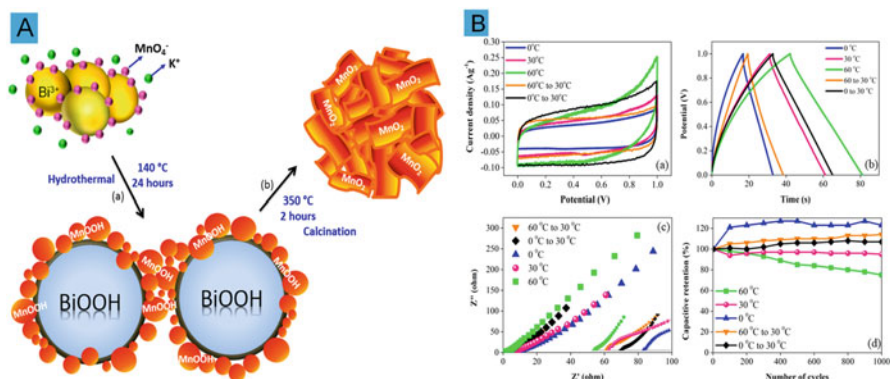 A
MnO4-
K+
Bi3+
Hydrothermal
140 °C
24 hours
(a)
(b)
350 °C
2 hours
Calcination
MnO2
MnO2
MnO2
MnO2
MnO2
MnOOH
MnOOH
MnOOH
MnOOH
MnOOH
MnOOH
MnOOH
MnOOH
BiOOH
BiOOH
B
Current density (Ag-1)
0.30
0.25
0.20
0.15
0.10
0.05
0.00
-0.05
-0.10
0 °C
30 °C
60 °C
60 °C to 30 °C
0 °C to 30 °C
(a)
0.0 0.2 0.4 0.6 0.8 1.0
Potential (V)
Potential (V)
1.0
0.8
0.6
0.4
0.2
0.0
0 °C
30 °C
60 °C
60 to 30 °C
0 to 30 °C
(b)
0 20 40 60 80
Time (s)
Z'' (ohm)
300
250
200
150
100
50
0
60 °C to 30 °C
0 °C to 30 °C
0 °C
30 °C
60 °C
(c)
0 20 40 60 80 100
Z' (ohm)
Capacitive retention (%)
120
100
80
60
40
20
0
60 °C
30 °C
0 °C
60 °C to 30 °C
0 °C to 30 °C
(d)
0 200 400 600 800 1000
Number of cycles